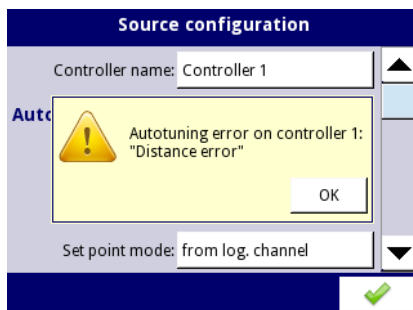 Source configuration
Controller name: Controller 1
Auto
Autotuning error on controller 1:
"Distance error"
OK
Set point mode: from log. channel